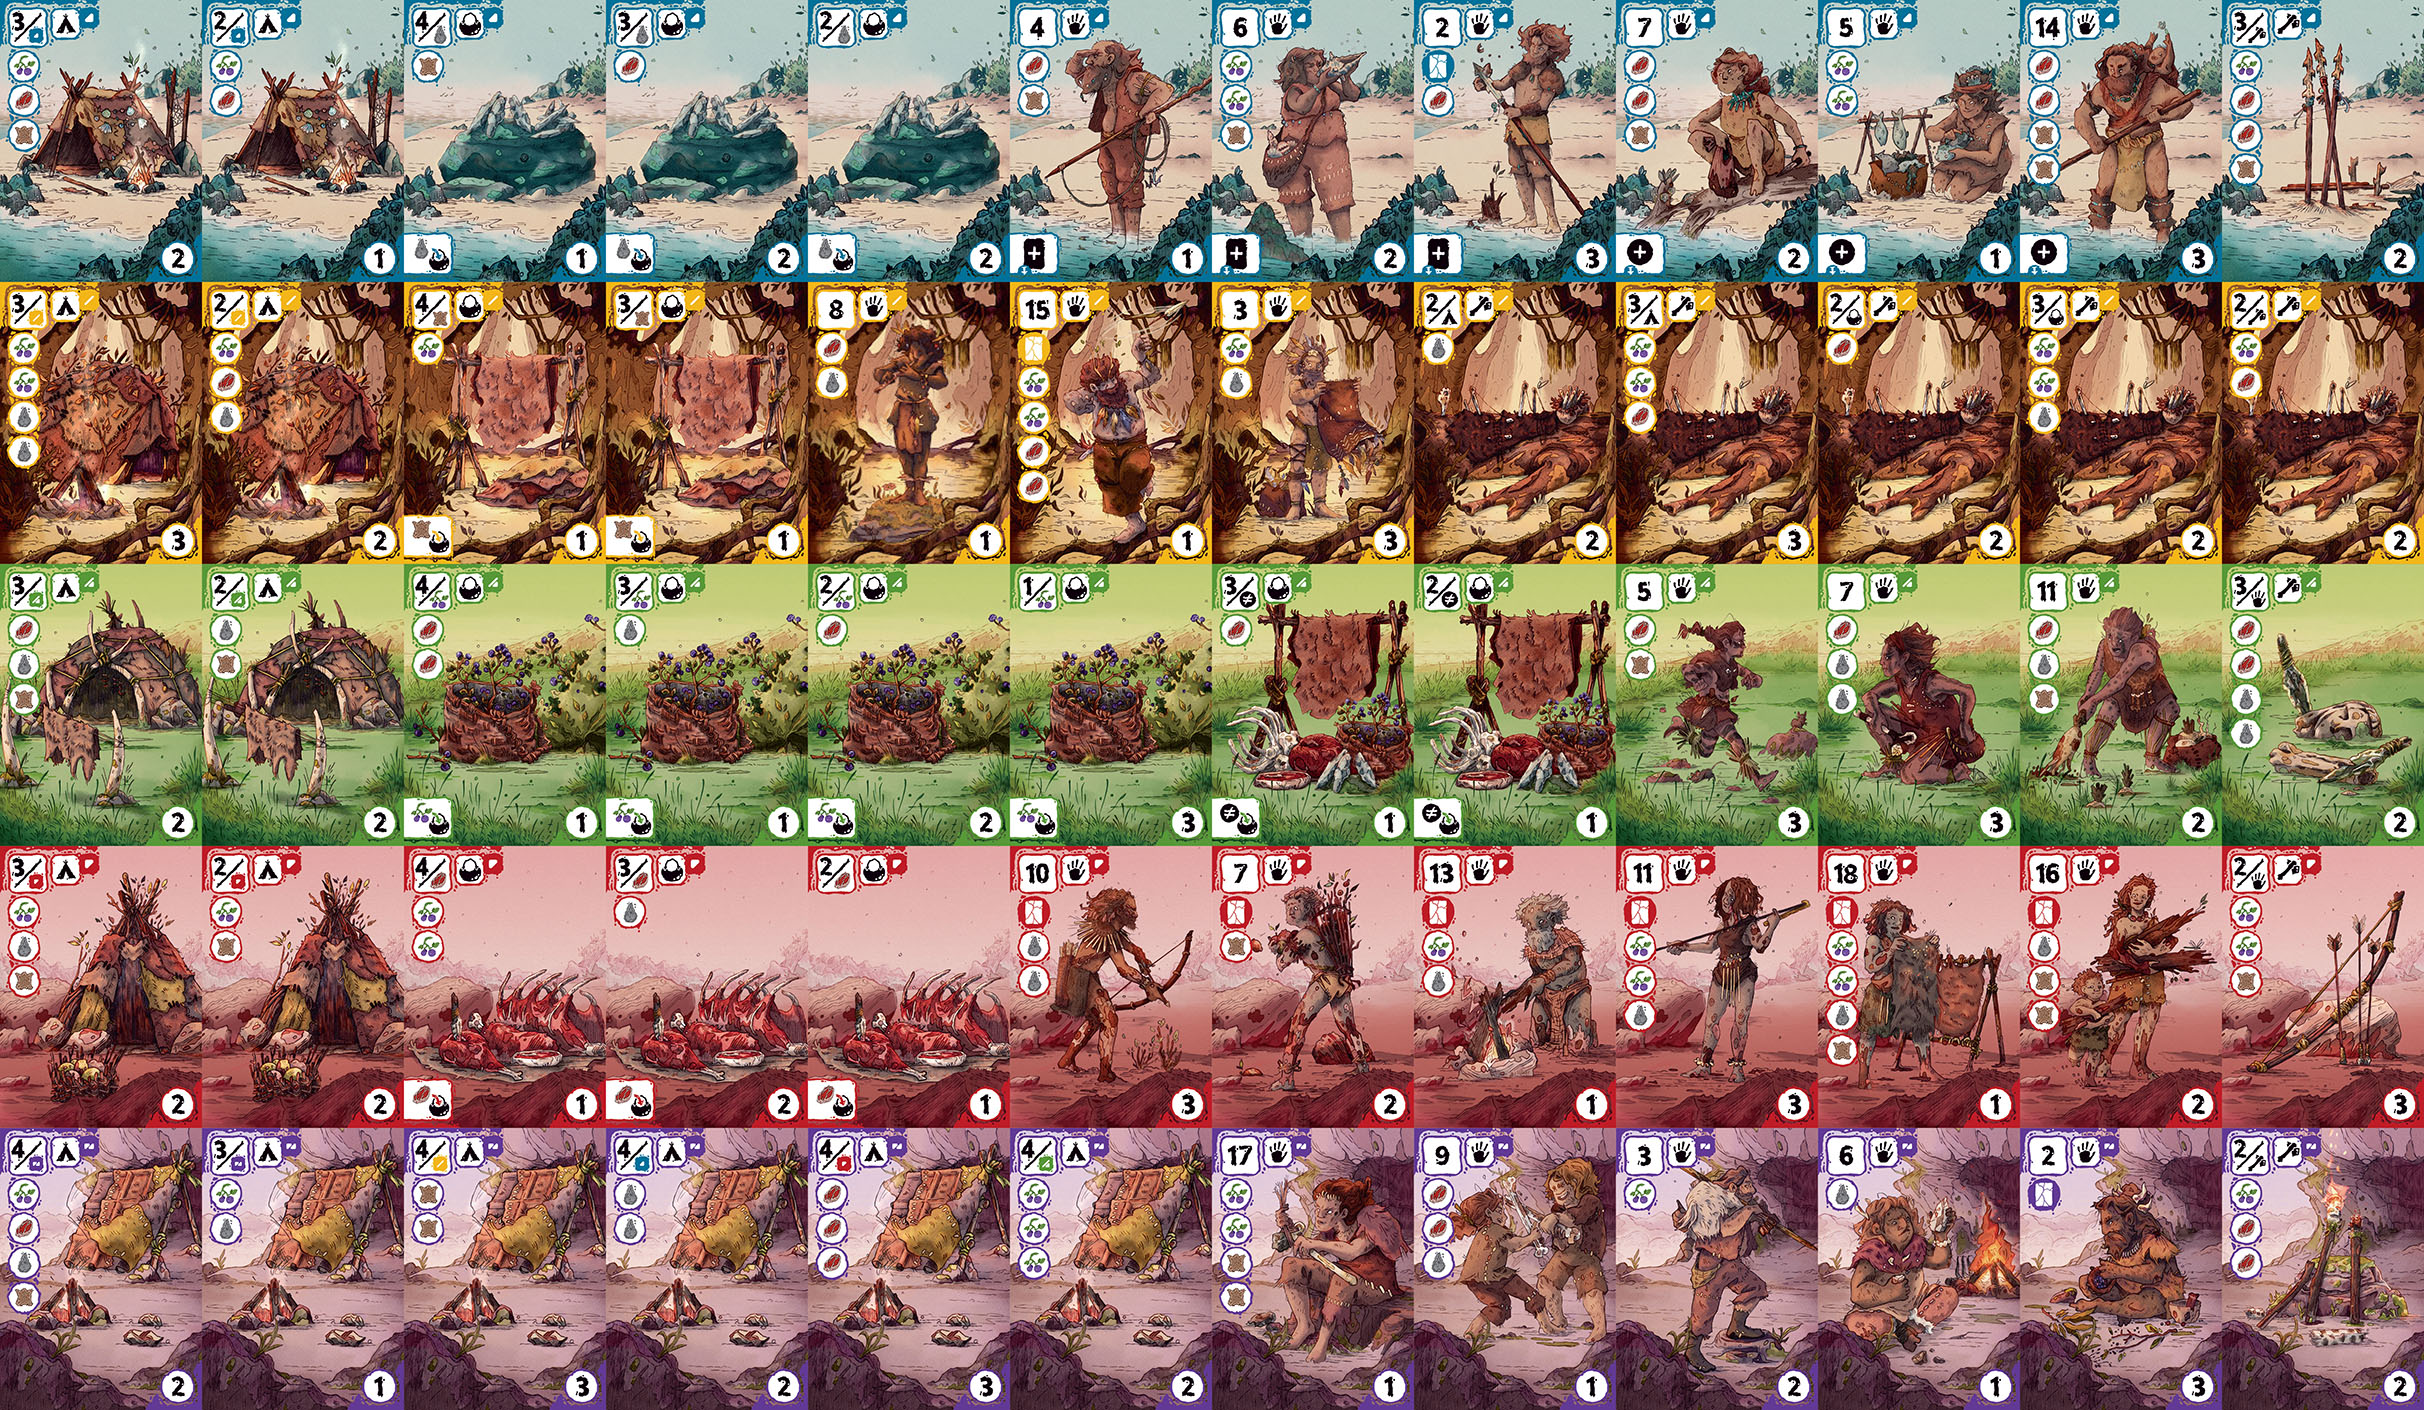 3/ 2/ 4/ 3/ 2/ 4 6 2 7 5 14 3/
+ + + + + +
2 1 1 2 2 1 2 3 2 1 3 2
3/ 2/ 4/ 3/ 8 15 3 2/ 3/ 2/ 3/ 2/
3 2 1 1 1 1 3 2 3 2 2 2
3/ 2/ 4/ 3/ 2/ 1/ 3/≠ 2/≠ 5 7 11 3/
≠ ≠
2 2 1 1 2 3 1 1 3 3 2 2
3/ 2/ 4/ 3/ 2/ 10 7 13 11 18 16 2/
2 2 1 2 1 3 2 1 3 1 2 3
4/ 3/ 4/ 4/ 4/ 4/ 17 9 3 6 2 2/
2 1 3 2 3 2 1 1 2 1 3 2